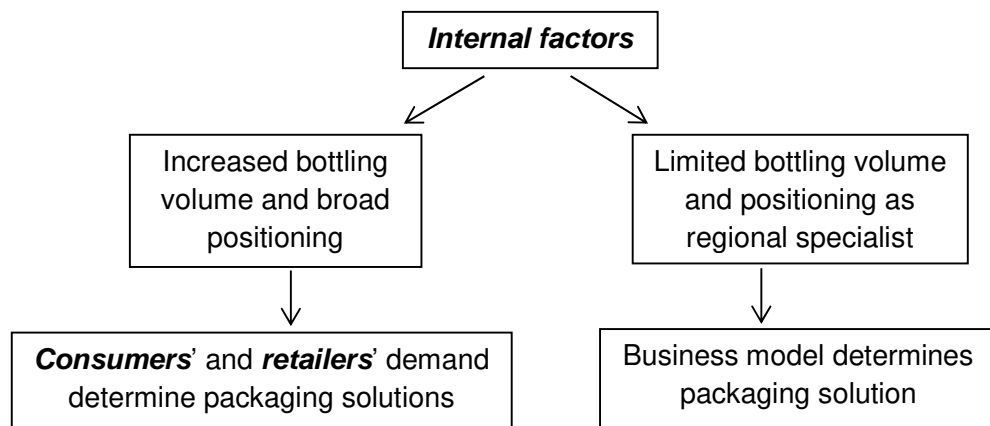 Internal factors
Increased bottling
volume and broad
positioning
Limited bottling volume
and positioning as
regional specialist
Consumers' and retailers' demand
determine packaging solutions
Business model determines
packaging solution